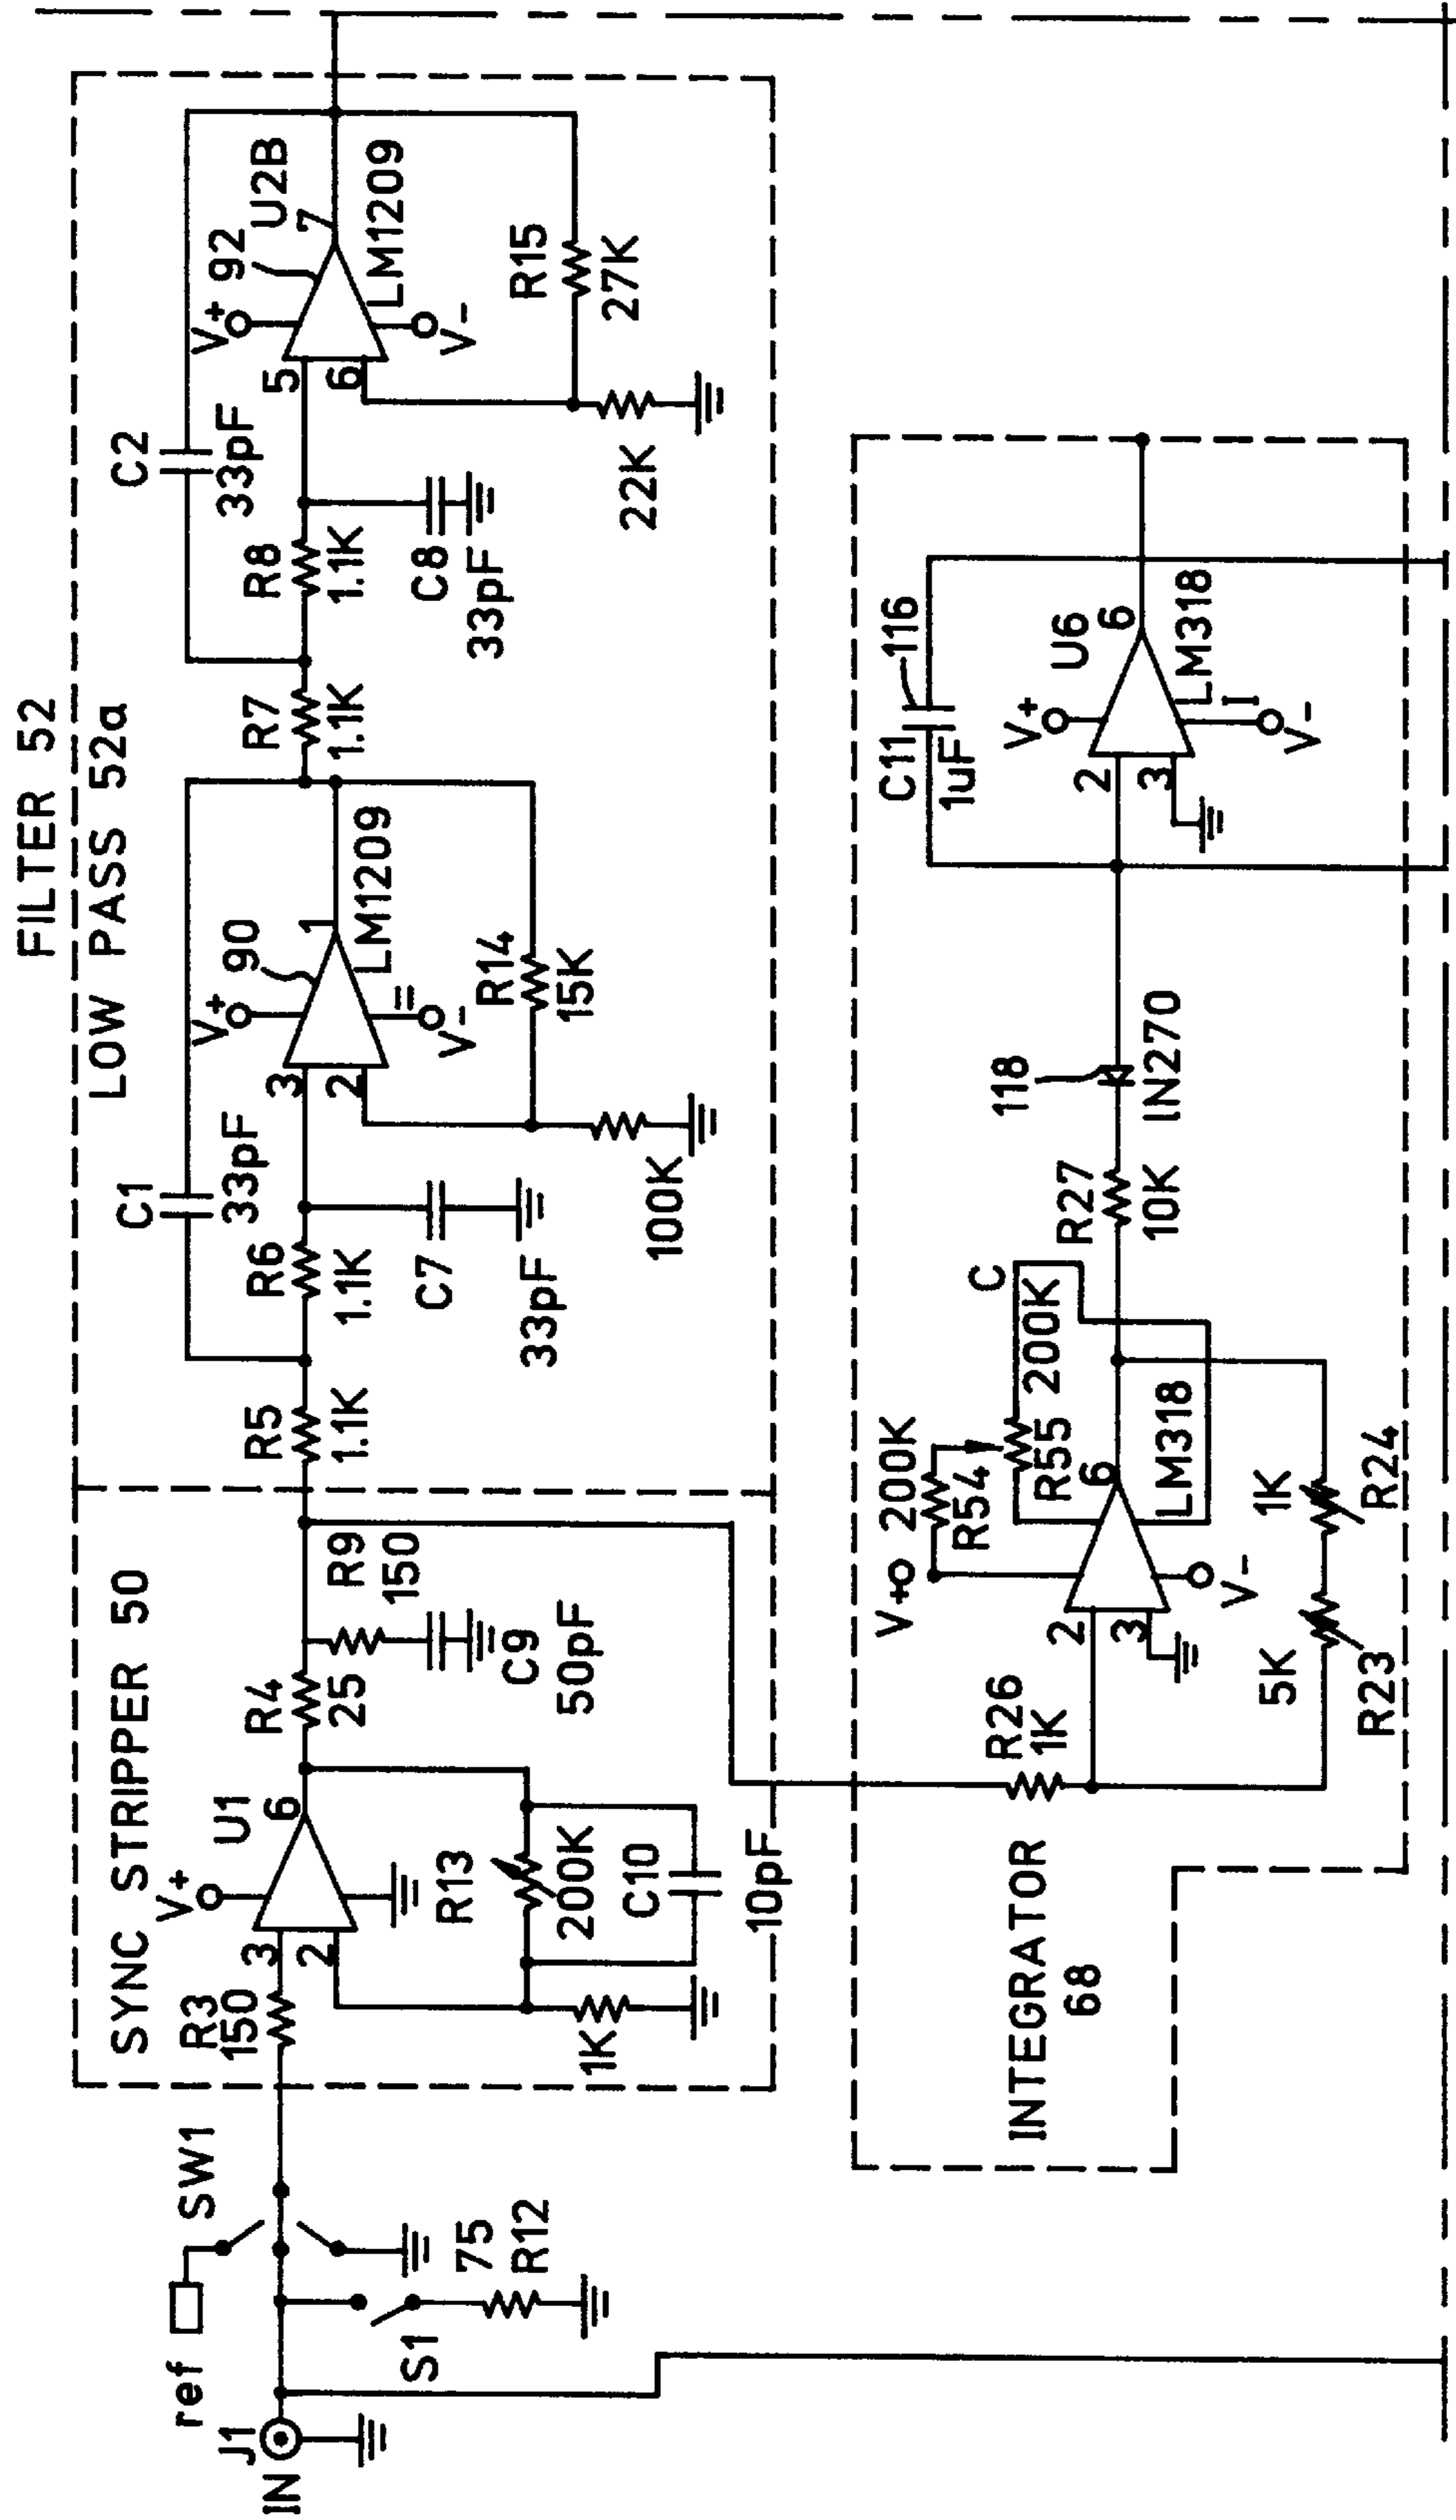 FILTER 52
SYNC STRIPPER 50
LOW PASS 52a
IN
J1
ref
SW1
S1
75
R12
R3
150
3
2
V+
U1
6
R13
200K
C10
10pF
1K
R4
25
R9
150
C9
50pF
R5
1.1K
R6
1.1K
C1
33pF
C7
33pF
3
2
V+
90
1
LM1209
V-
R14
15K
100K
R7
1.1K
R8
1.1K
C2
33pF
C8
33pF
5
6
V+
92
U2B
7
LM1209
V-
R15
27K
22K
INTEGRATOR
68
R26
1K
2
3
V+
200K
R54
R55
200K
C
6
LM318
V-
5K
R23
1K
R24
R27
10K
118
IN270
C11
1uF
116
2
3
V+
U6
6
LM318
V-